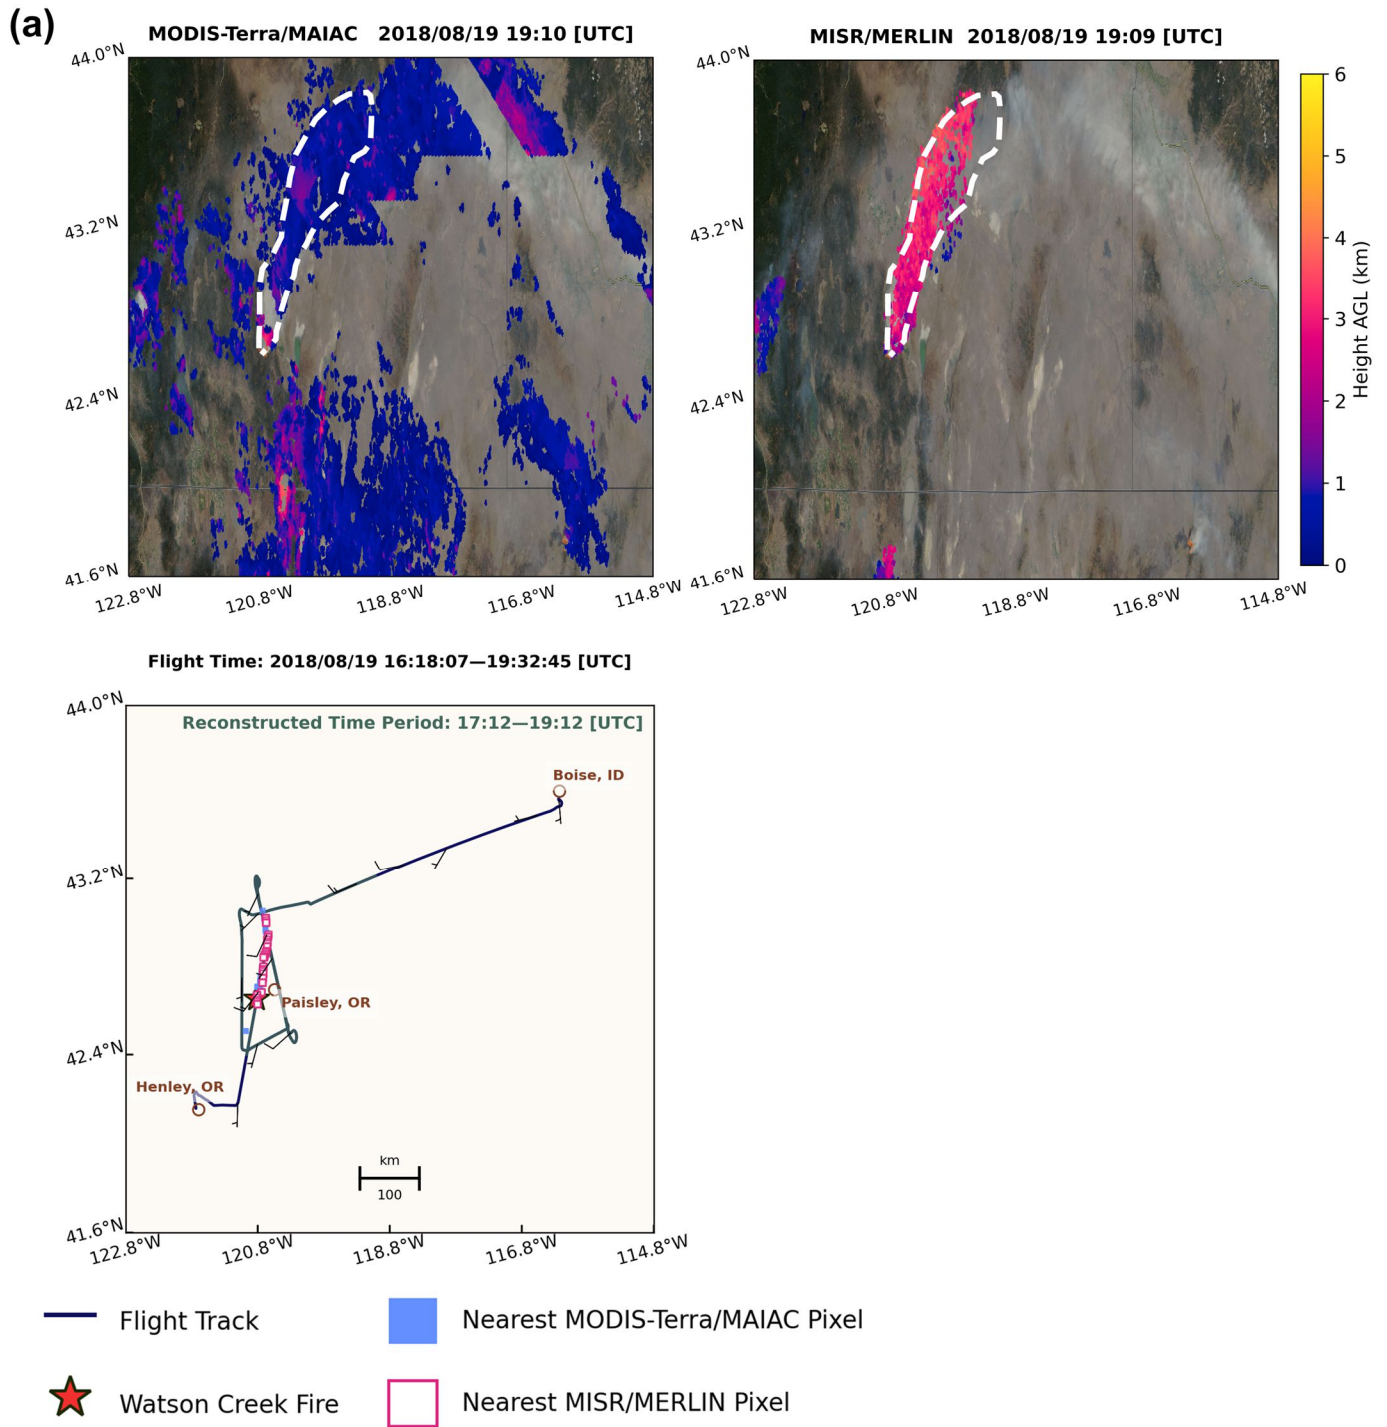 (a)
MODIS-Terra/MAIAC 2018/08/19 19:10 [UTC]
MISR/MERLIN 2018/08/19 19:09 [UTC]
44.0°N
43.2°N
42.4°N
41.6°N
122.8°W
120.8°W
118.8°W
116.8°W
114.8°W
44.0°N
43.2°N
42.4°N
41.6°N
122.8°W
120.8°W
118.8°W
116.8°W
114.8°W
6
5
4
3
2
1
0
Height AGL (km)
Flight Time: 2018/08/19 16:18:07—19:32:45 [UTC]
44.0°N
43.2°N
42.4°N
41.6°N
Reconstructed Time Period: 17:12—19:12 [UTC]
Boise, ID
Paisley, OR
Henley, OR
km
100
122.8°W
120.8°W
118.8°W
116.8°W
114.8°W
Flight Track
Nearest MODIS-Terra/MAIAC Pixel
Watson Creek Fire
Nearest MISR/MERLIN Pixel